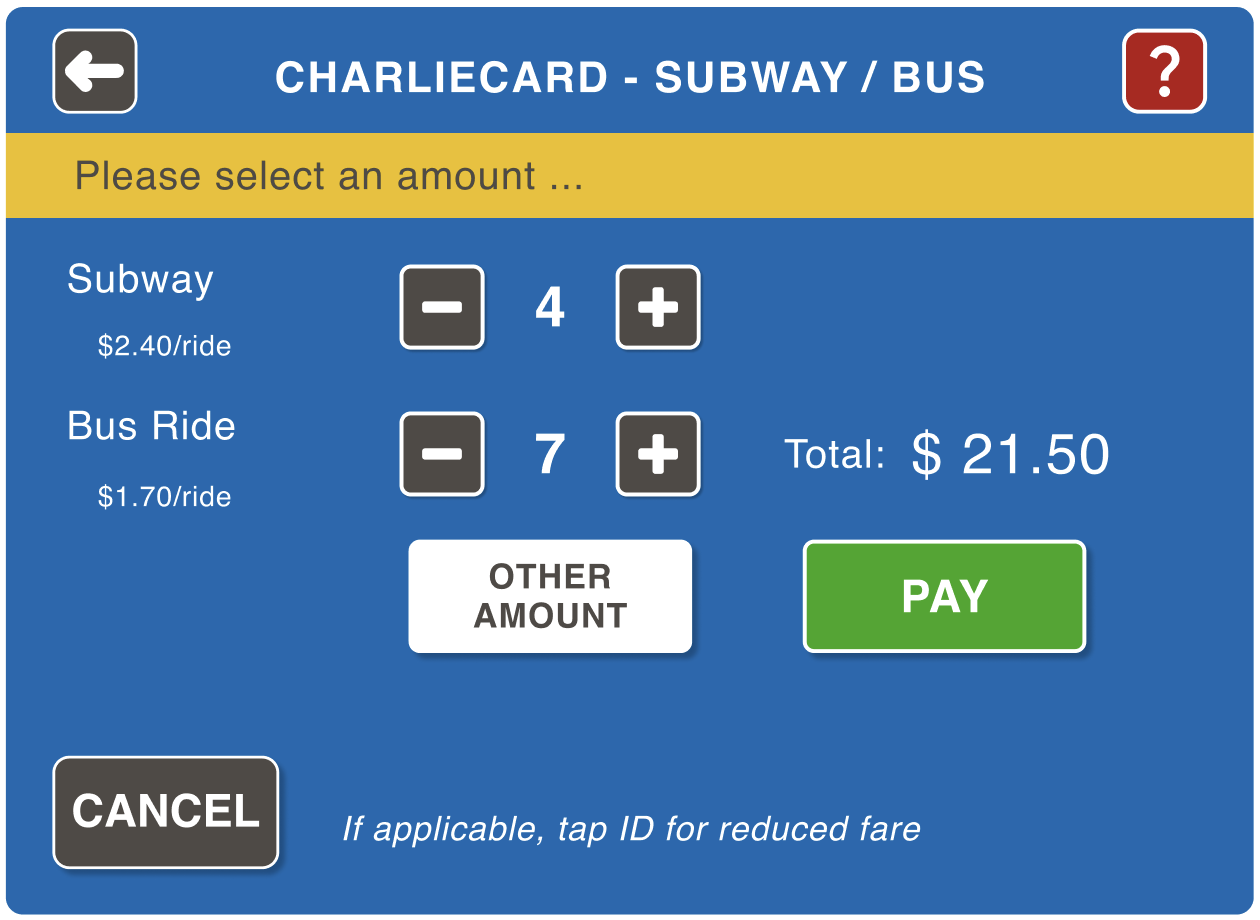 CHARLIECARD - SUBWAY / BUS
?
Please select an amount ...
Subway
4
$2.40/ride
Bus Ride
7
Total: $ 21.50
$1.70/ride
OTHER
AMOUNT
PAY
CANCEL
If applicable, tap ID for reduced fare